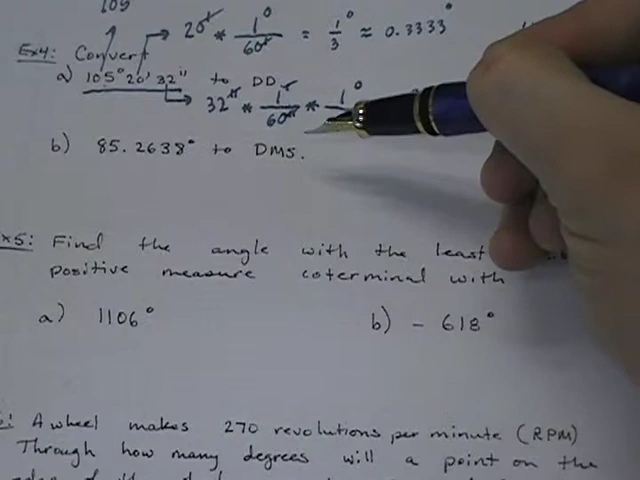 105
20' * 1° / 60' = 1/3° ≈ 0.3333°
Ex4: Convert
a) 105°20'32" to DD
32" * 1' / 60" * 1°
b) 85.2638° to DMS.
Ex5: Find the angle with the least
positive measure coterminal with
a) 1106°
b) - 618°
A wheel makes 270 revolutions per minute (RPM)
Through how many degrees will a point on the